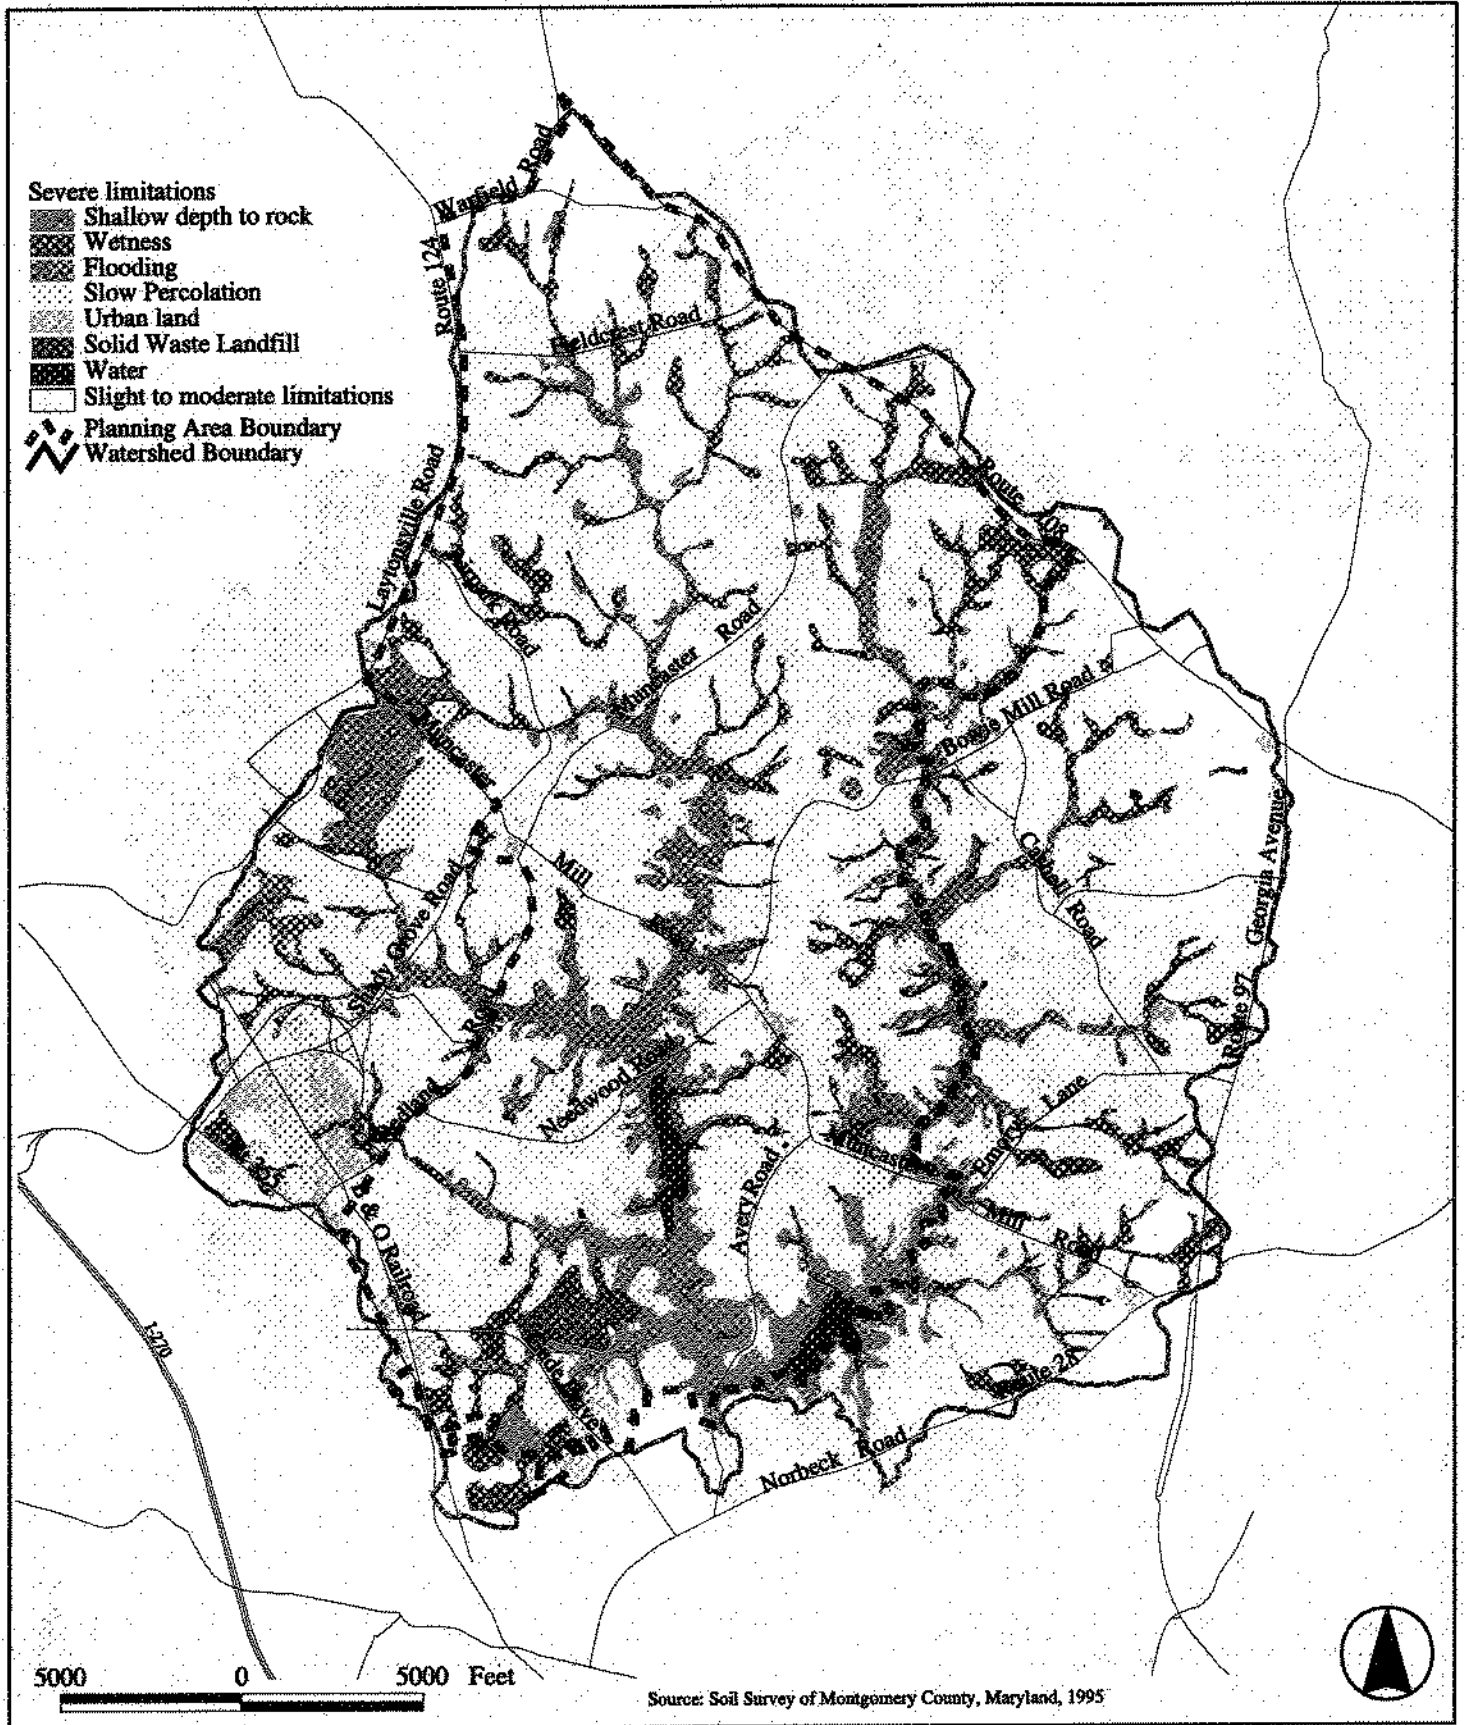 Severe limitations
Shallow depth to rock
Wetness
Flooding
Slow Percolation
Urban land
Solid Waste Landfill
Water
Slight to moderate limitations
Planning Area Boundary
Watershed Boundary
Warfield Road
Route 124
Fieldcrest Road
Laytonsville Road
Route 108
Road
Muncaster Road
Muncaster
Bowie Mill Road
Mill
Cashell Road
Georgia Avenue
Shady Grove Road
Route 97
Needwood Road
Emory Lane
Avery Road
Muncaster
Mill
Road
355
B & O Railroad
I-270
Route 28
Norbeck Road
5000 0 5000 Feet
Source: Soil Survey of Montgomery County, Maryland, 1995